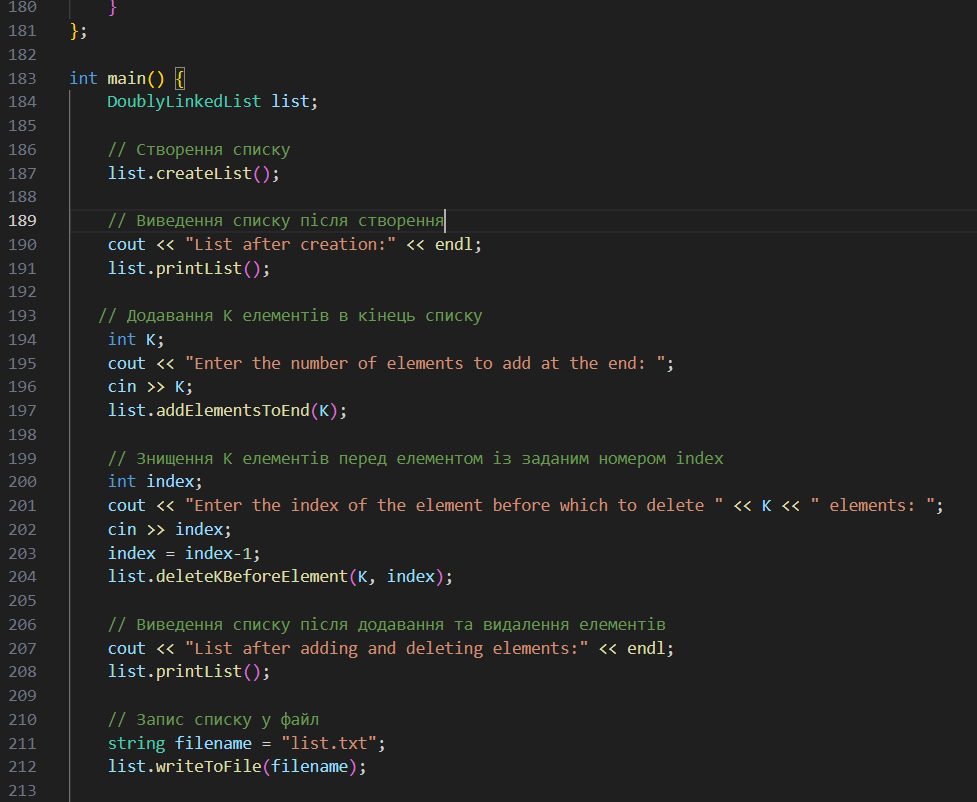 180 }
181 };
182
183 int main() {
184 DoublyLinkedList list;
185
186 // Створення списку
187 list.createList();
188
189 // Виведення списку після створення
190 cout << "List after creation:" << endl;
191 list.printList();
192
193 // Додавання K елементів в кінець списку
194 int K;
195 cout << "Enter the number of elements to add at the end: ";
196 cin >> K;
197 list.addElementsToEnd(K);
198
199 // Знищення K елементів перед елементом із заданим номером index
200 int index;
201 cout << "Enter the index of the element before which to delete " << K << " elements: ";
202 cin >> index;
203 index = index-1;
204 list.deleteKBeforeElement(K, index);
205
206 // Виведення списку після додавання та видалення елементів
207 cout << "List after adding and deleting elements:" << endl;
208 list.printList();
209
210 // Запис списку у файл
211 string filename = "list.txt";
212 list.writeToFile(filename);
213